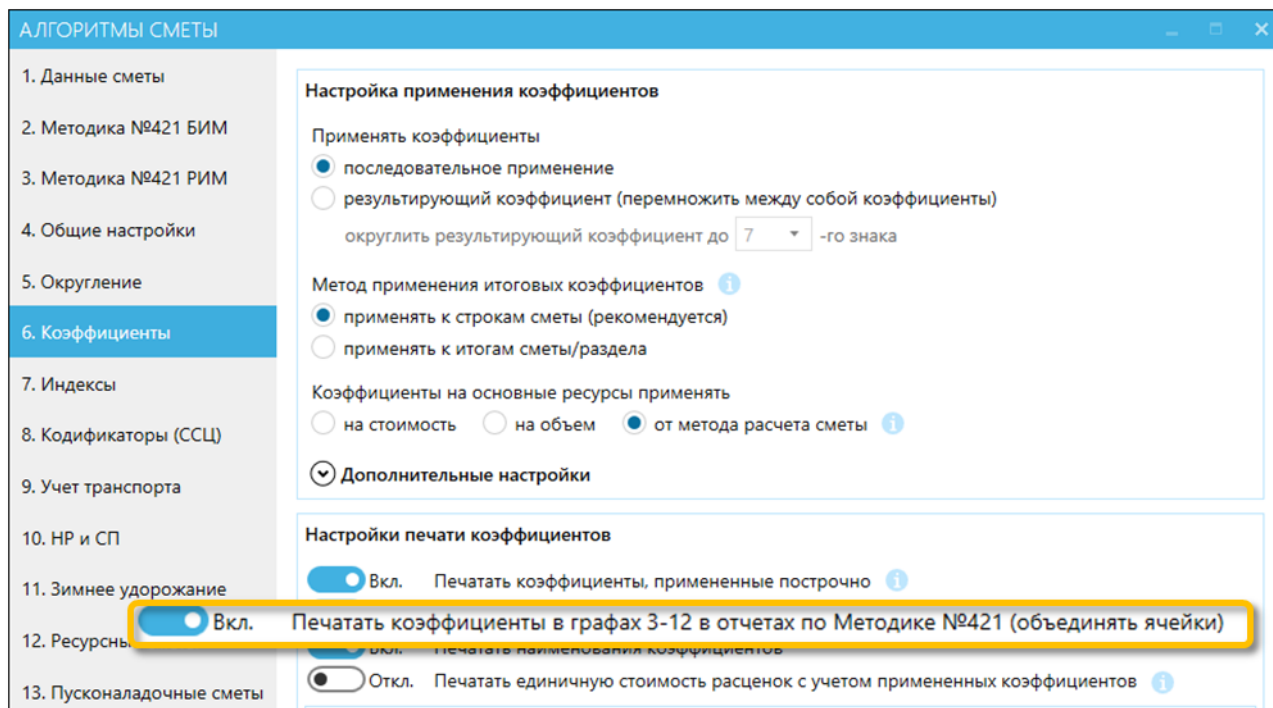 АЛГОРИТМЫ СМЕТЫ
1. Данные сметы
2. Методика №421 БИМ
3. Методика №421 РИМ
4. Общие настройки
5. Округление
6. Коэффициенты
7. Индексы
8. Кодификаторы (ССЦ)
9. Учет транспорта
10. НР и СП
11. Зимнее удорожание
12.
13. Пусконаладочные сметы
Настройка применения коэффициентов
Применять коэффициенты
последовательное применение
результирующий коэффициент (перемножить между собой коэффициенты)
округлить результирующий коэффициент до 7 -го знака
Метод применения итоговых коэффициентов
применять к строкам сметы (рекомендуется)
применять к итогам сметы/раздела
Коэффициенты на основные ресурсы применять
на стоимость на объем от метода расчета сметы
Дополнительные настройки
Настройки печати коэффициентов
Вкл. Печатать коэффициенты, примененные построчно
Вкл. Печатать коэффициенты в графах 3-12 в отчетах по Методике №421 (объединять ячейки)
Вкл. Печатать наименования коэффициентов
Откл. Печатать единичную стоимость расценок с учетом примененных коэффициентов